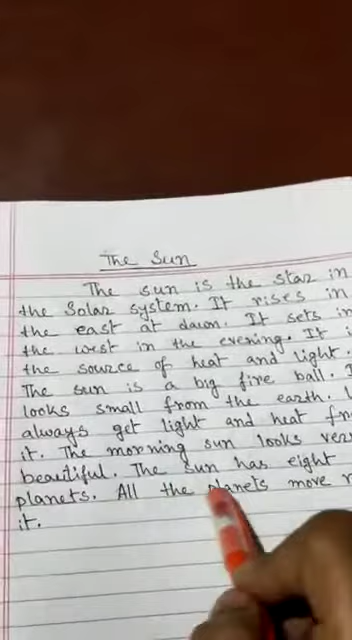 The Sun
The sun is the star in
the Solar system. It rises in
the east at dawn. It sets in
the west in the evening. It
the source of heat and light.
The sun is a big fire ball.
looks small from the earth.
always get light and heat
it. The morning sun looks
beautiful. The sun has eight
planets. All the planets move
it.